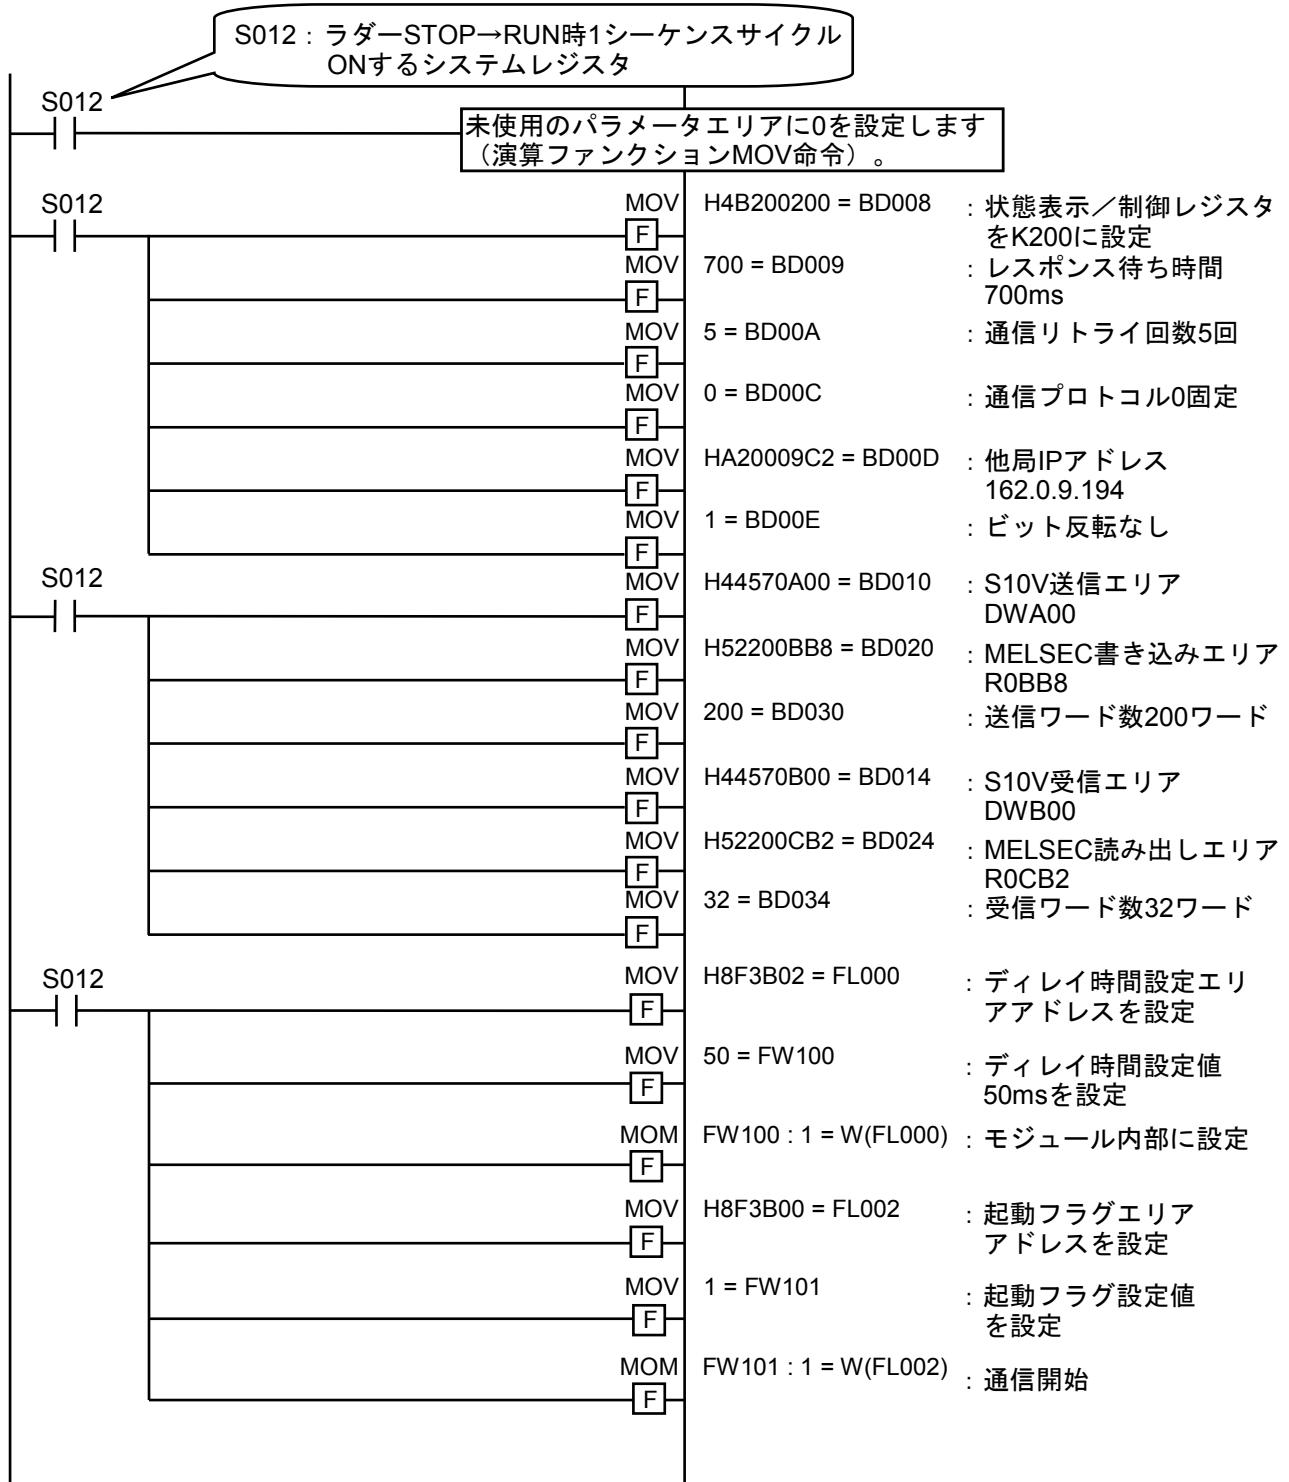 S012：ラダーSTOP→RUN時1シーケンスサイクル
ONするシステムレジスタ
S012
未使用のパラメータエリアに0を設定します
（演算ファンクションMOV命令）。
S012
MOV H4B200200 = BD008 ：状態表示／制御レジスタ
F をK200に設定
MOV 700 = BD009 ：レスポンス待ち時間
F 700ms
MOV 5 = BD00A ：通信リトライ回数5回
F
MOV 0 = BD00C ：通信プロトコル0固定
F
MOV HA20009C2 = BD00D ：他局IPアドレス
F 162.0.9.194
MOV 1 = BD00E ：ビット反転なし
F
S012
MOV H44570A00 = BD010 ：S10V送信エリア
F DWA00
MOV H52200BB8 = BD020 ：MELSEC書き込みエリア
F R0BB8
MOV 200 = BD030 ：送信ワード数200ワード
F
MOV H44570B00 = BD014 ：S10V受信エリア
F DWB00
MOV H52200CB2 = BD024 ：MELSEC読み出しエリア
F R0CB2
MOV 32 = BD034 ：受信ワード数32ワード
F
S012
MOV H8F3B02 = FL000 ：ディレイ時間設定エリ
F アアドレスを設定
MOV 50 = FW100 ：ディレイ時間設定値
F 50msを設定
MOM FW100 : 1 = W(FL000) ：モジュール内部に設定
F
MOV H8F3B00 = FL002 ：起動フラグエリア
F アドレスを設定
MOV 1 = FW101 ：起動フラグ設定値
F を設定
MOM FW101 : 1 = W(FL002) ：通信開始
F